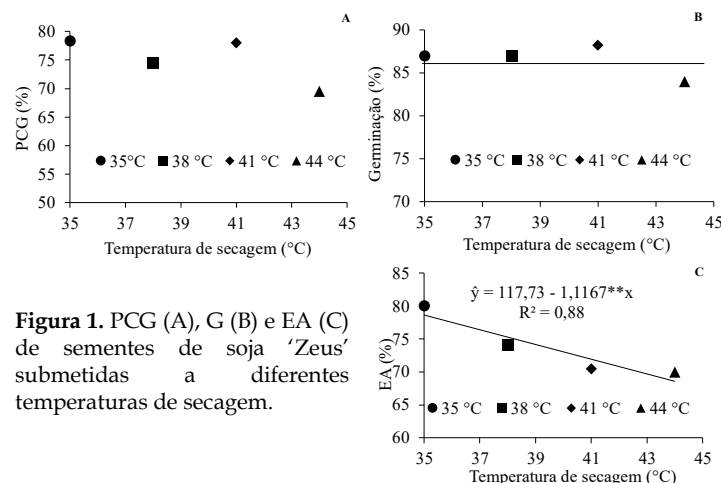 A
PCG (%)
80
75
70
65
60
55
50
35°C 38 °C 41 °C 44 °C
35 37 39 41 43 45
Temperatura de secagem (°C)
B
Germinação (%)
90
85
80
75
70
35°C 38 °C 41 °C 44 °C
35 37 39 41 43 45
Temperatura de secagem (°C)
Figura 1. PCG (A), G (B) e EA (C)
de sementes de soja ‘Zeus’
submetidas a diferentes
temperaturas de secagem.
C
ŷ = 117,73 - 1,1167**x
R² = 0,88
EA (%)
85
80
75
70
65
60
35 °C 38 °C 41 °C 44 °C
35 37 39 41 43 45
Temperatura de secagem (°C)